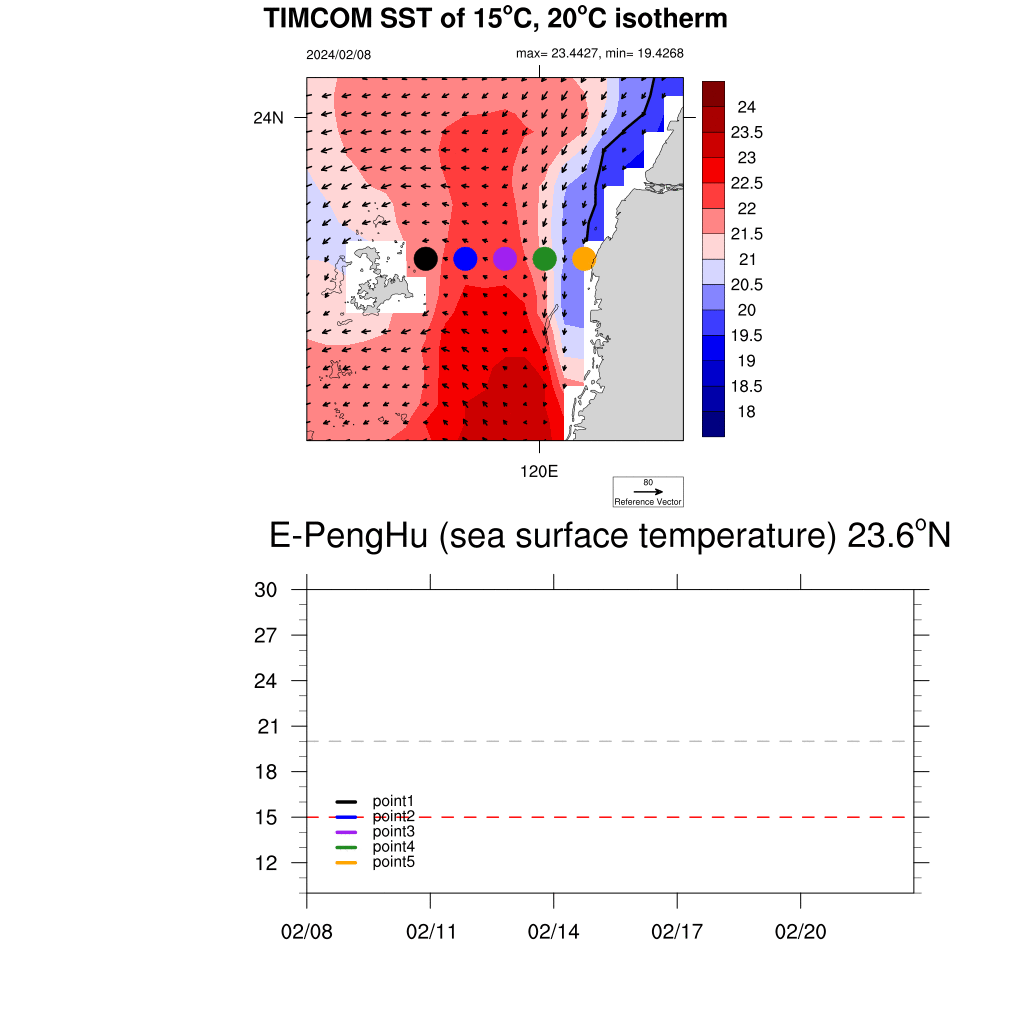 TIMCOM SST of 15°C, 20°C isotherm
2024/02/08
max= 23.4427, min= 19.4268
24N
120E
24
23.5
23
22.5
22
21.5
21
20.5
20
19.5
19
18.5
18
80
Reference Vector
E-PengHu (sea surface temperature) 23.6°N
30
27
24
21
18
15
12
point1
point2
point3
point4
point5
02/08
02/11
02/14
02/17
02/20